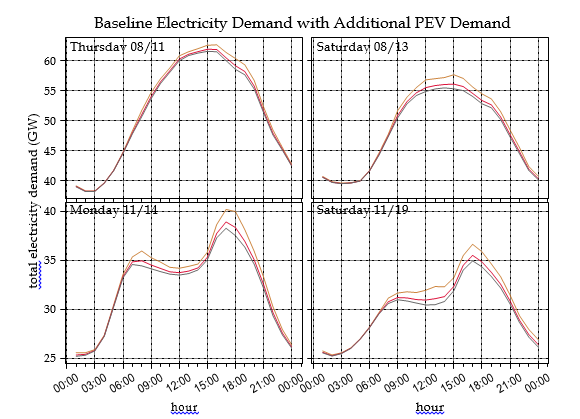 Baseline Electricity Demand with Additional PEV Demand
total electricity demand (GW)
Thursday 08/11
60
55
50
45
40
Saturday 08/13
Monday 11/14
40
35
30
25
00:00 03:00 06:00 09:00 12:00 15:00 18:00 21:00 00:00
hour
Saturday 11/19
00:00 03:00 06:00 09:00 12:00 15:00 18:00 21:00 00:00
hour